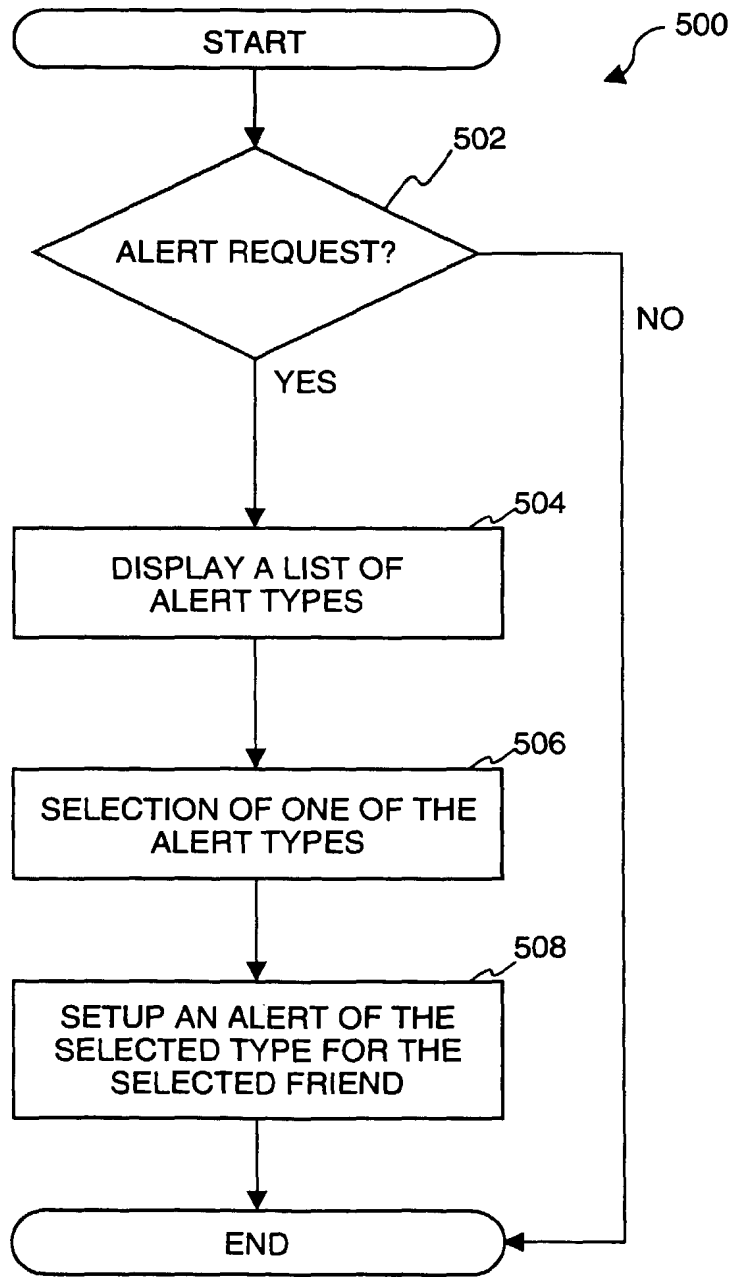 START
500
502
ALERT REQUEST?
NO
YES
504
DISPLAY A LIST OF
ALERT TYPES
506
SELECTION OF ONE OF THE
ALERT TYPES
508
SETUP AN ALERT OF THE
SELECTED TYPE FOR THE
SELECTED FRIEND
END